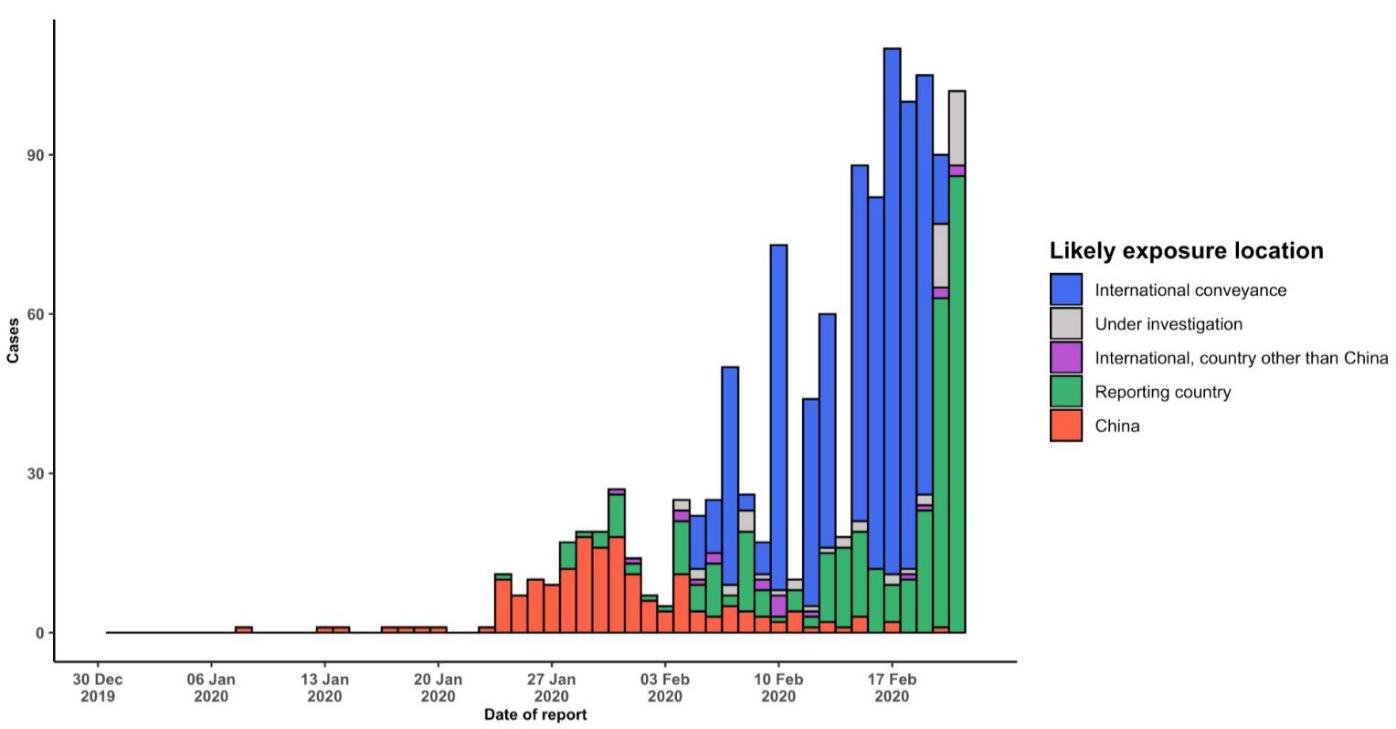 90
60
30
0
Cases
30 Dec 06 Jan 13 Jan 20 Jan 27 Jan 03 Feb 10 Feb 17 Feb
2019 2020 2020 2020 2020 2020 2020 2020
Date of report
Likely exposure location
International conveyance
Under investigation
International, country other than China
Reporting country
China